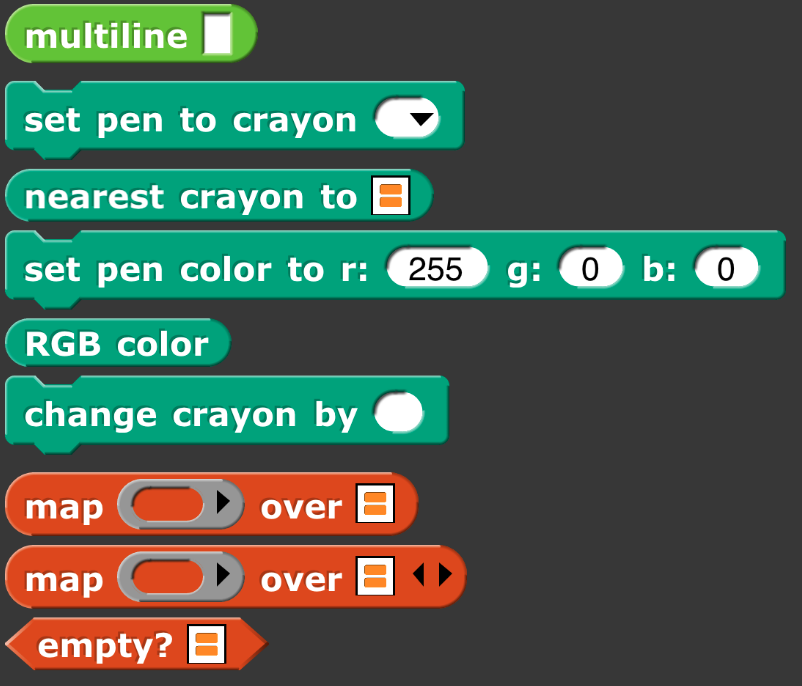 multiline
set pen to crayon
nearest crayon to
set pen color to r: 255 g: 0 b: 0
RGB color
change crayon by
map over
map over
empty?